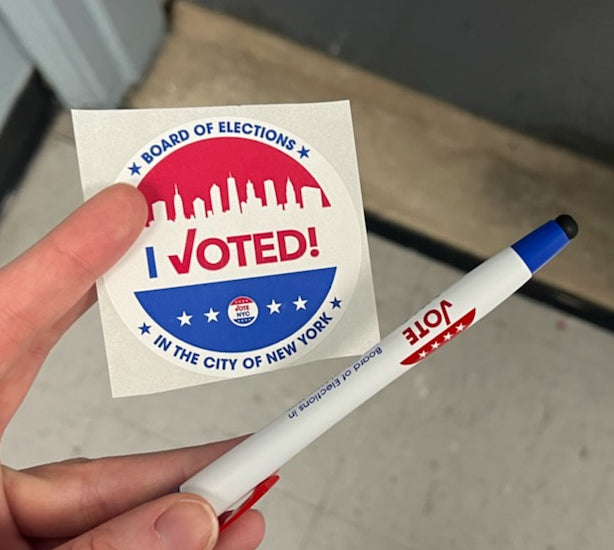 BOARD OF ELECTIONS
I VOTED!
VOTE
NYC
IN THE CITY OF NEW YORK
VOTE
Board of Elections in